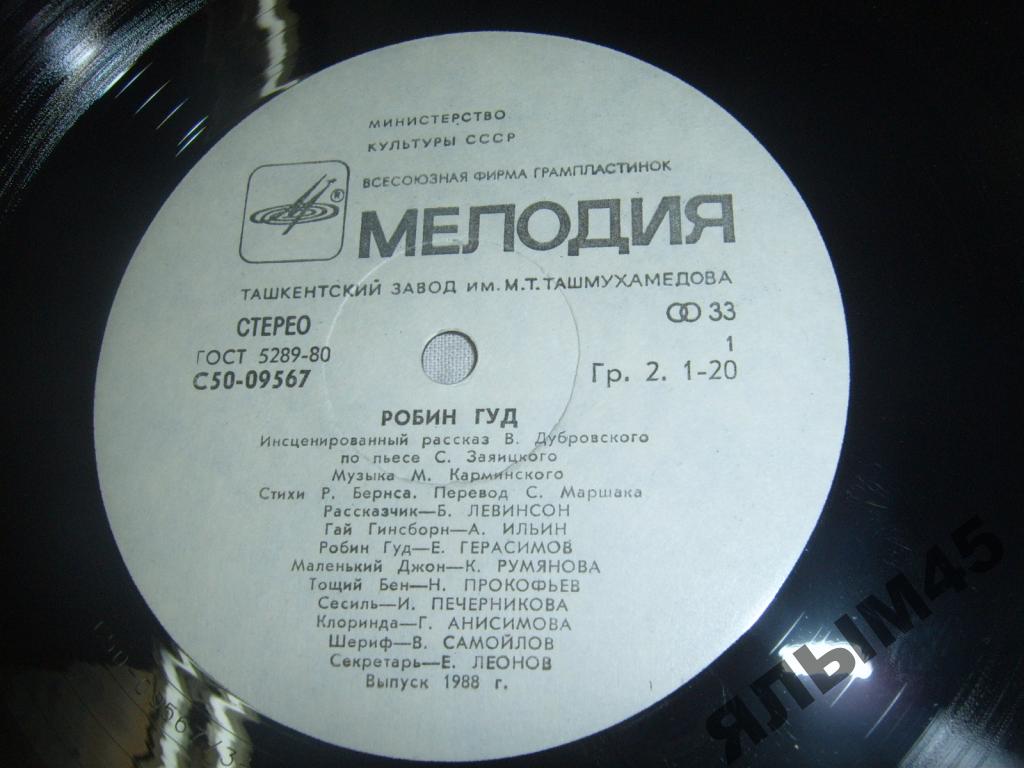 МИНИСТЕРСТВО
КУЛЬТУРЫ СССР
ВСЕСОЮЗНАЯ ФИРМА ГРАМПЛАСТИНОК
®
МЕЛОДИЯ
ТАШКЕНТСКИЙ ЗАВОД ИМ. М.Т. ТАШМУХАМЕДОВА
СТЕРЕО
33
ГОСТ 5289-80
1
С50-09567
Гр. 2. 1-20
РОБИН ГУД
Инсценированный рассказ В. Дубровского
по пьесе С. Заяицкого
Музыка М. Карминского
Стихи Р. Бернса. Перевод С. Маршака
Рассказчик—Б. ЛЕВИНСОН
Гай Гинсборн—А. ИЛЬИН
Робин Гуд—Е. ГЕРАСИМОВ
Маленький Джон—К. РУМЯНОВА
Тощий Бен—Н. ПРОКОФЬЕВ
Сесиль—И. ПЕЧЕРНИКОВА
Клоринда—Г. АНИСИМОВА
Шериф—В. САМОЙЛОВ
Секретарь—Е. ЛЕОНОВ
Выпуск 1988 г.
ЯЛЫМ45